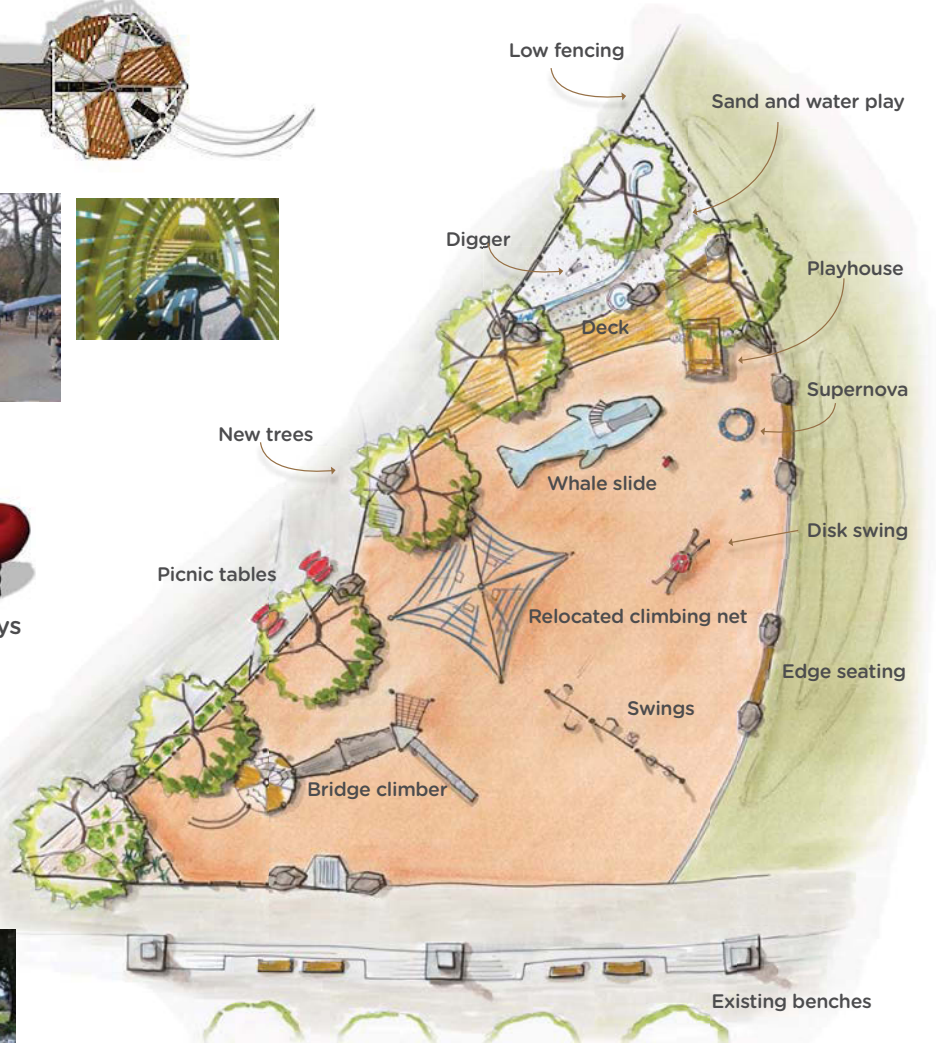 Low fencing
Sand and water play
Digger
Playhouse
Deck
Supernova
New trees
Whale slide
Disk swing
Picnic tables
Relocated climbing net
ys
Edge seating
Swings
Bridge climber
Existing benches